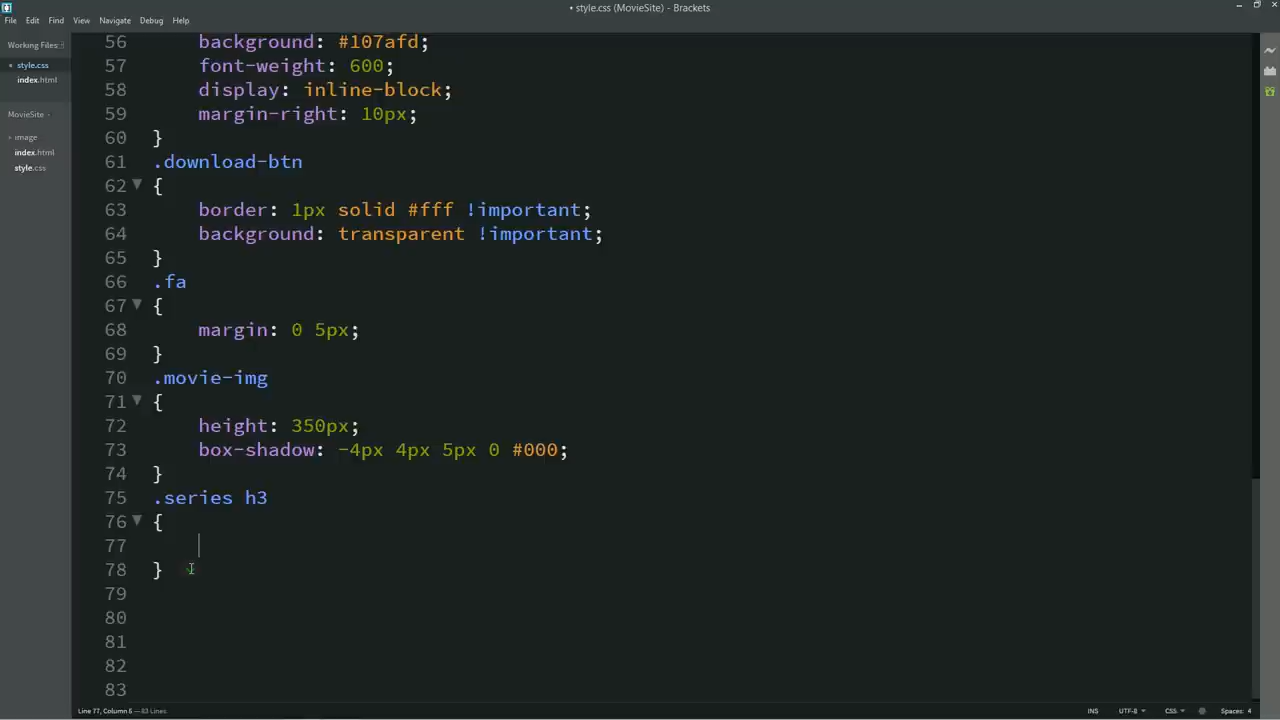 • style.css (MovieSite) - Brackets
File Edit Find View Navigate Debug Help
Working Files
• style.css
index.html
MovieSite
image
index.html
style.css
56 background: #107afd;
57 font-weight: 600;
58 display: inline-block;
59 margin-right: 10px;
60 }
61 .download-btn
62 {
63 border: 1px solid #fff !important;
64 background: transparent !important;
65 }
66 .fa
67 {
68 margin: 0 5px;
69 }
70 .movie-img
71 {
72 height: 350px;
73 box-shadow: -4px 4px 5px 0 #000;
74 }
75 .series h3
76 {
77
78 }
79
80
81
82
83
Line 77, Column 5 — 83 Lines
INS UTF-8 CSS Spaces: 4